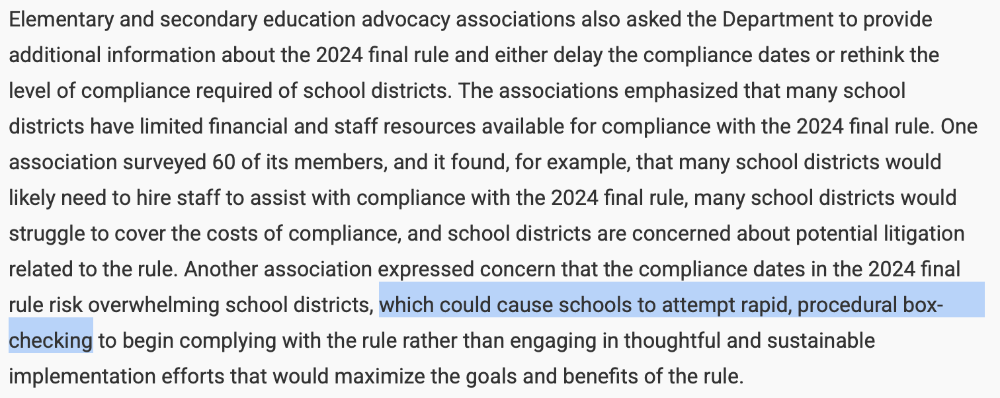 Elementary and secondary education advocacy associations also asked the Department to provide
additional information about the 2024 final rule and either delay the compliance dates or rethink the
level of compliance required of school districts. The associations emphasized that many school
districts have limited financial and staff resources available for compliance with the 2024 final rule. One
association surveyed 60 of its members, and it found, for example, that many school districts would
likely need to hire staff to assist with compliance with the 2024 final rule, many school districts would
struggle to cover the costs of compliance, and school districts are concerned about potential litigation
related to the rule. Another association expressed concern that the compliance dates in the 2024 final
rule risk overwhelming school districts, which could cause schools to attempt rapid, procedural box-
checking to begin complying with the rule rather than engaging in thoughtful and sustainable
implementation efforts that would maximize the goals and benefits of the rule.